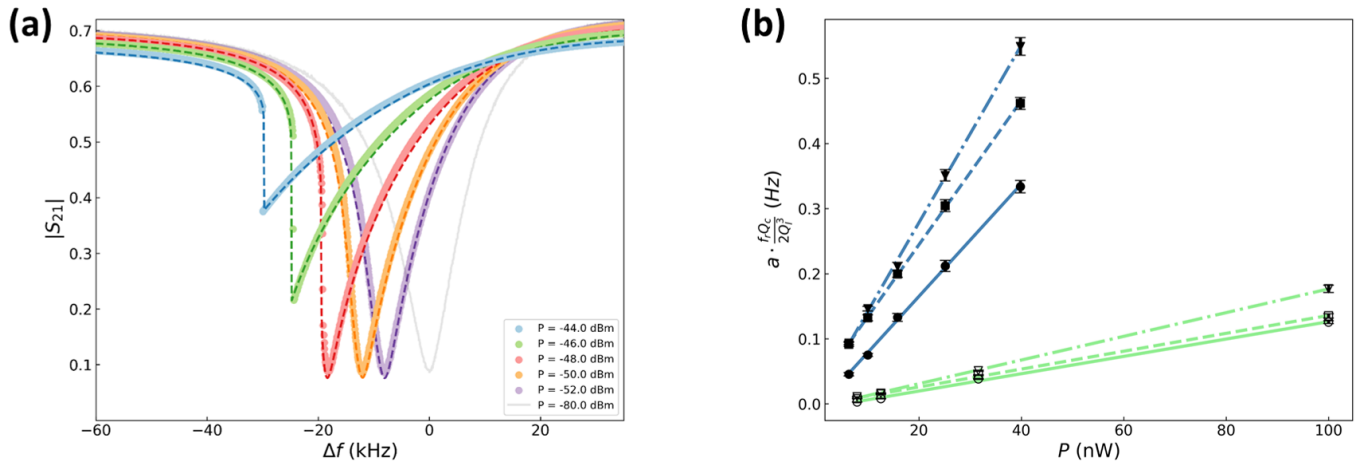 (a)
0.7
0.6
0.5
0.4
0.3
0.2
0.1
|S21|
−60
−40
−20
0
20
Δf (kHz)
P = -44.0 dBm
P = -46.0 dBm
P = -48.0 dBm
P = -50.0 dBm
P = -52.0 dBm
P = -80.0 dBm
(b)
0.5
0.4
0.3
0.2
0.1
0.0
a · frQc/2Ql³ (Hz)
20
40
60
80
100
P (nW)